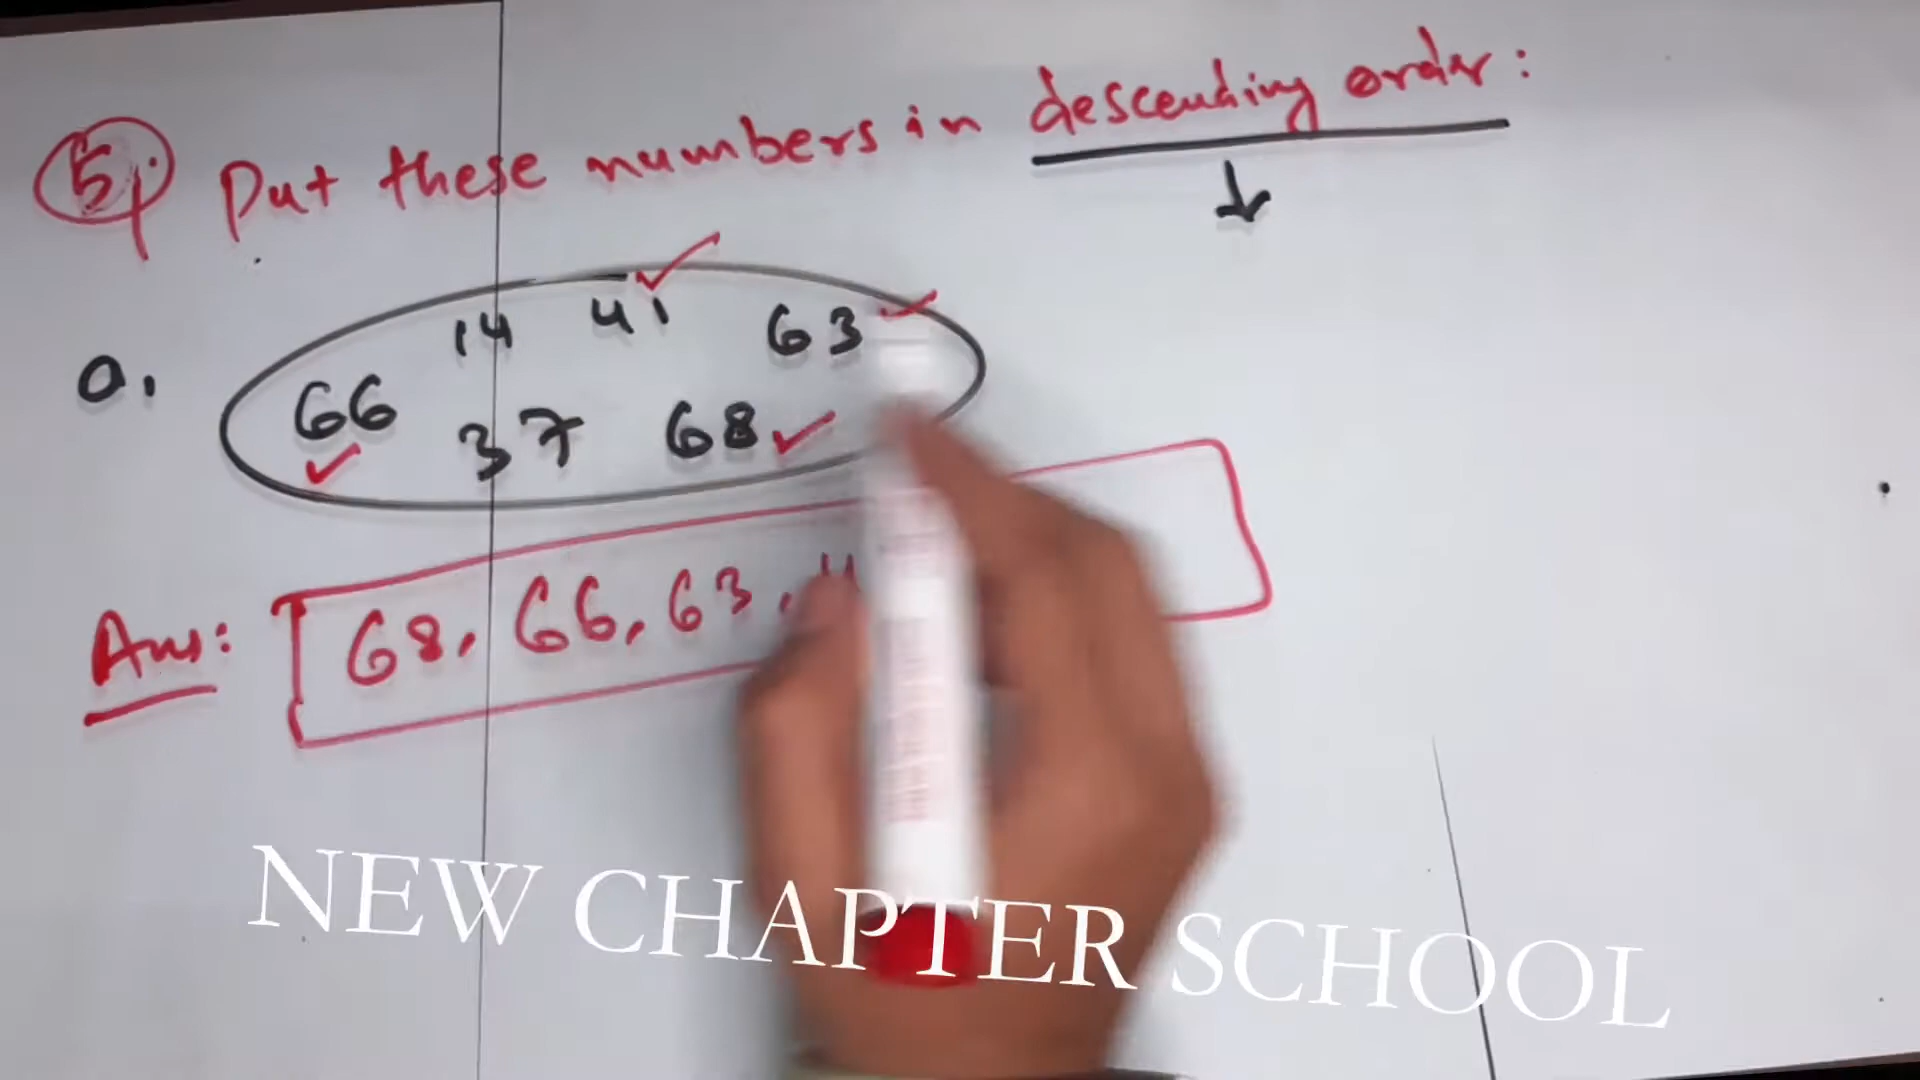 5, Put these numbers in descending order:
14 41 63
a. 66 37 68
Ans: 68, 66, 63, 4
NEW CHAPTER SCHOOL